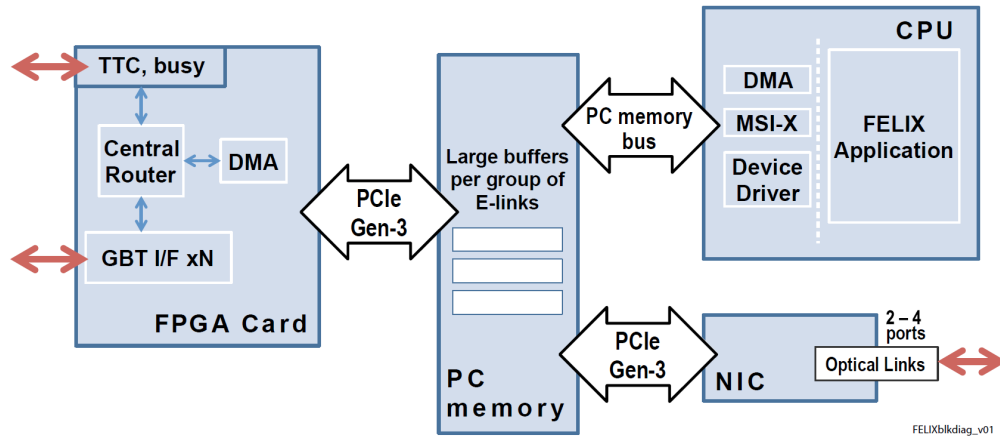 TTC, busy
Central
Router
DMA
GBT I/F xN
FPGA Card
PCIe
Gen-3
Large buffers
per group of
E-links
PC
memory
PC memory
bus
CPU
DMA
MSI-X
Device
Driver
FELIX
Application
PCIe
Gen-3
NIC
2 – 4
ports
Optical Links
FELIXblkdiag_v01